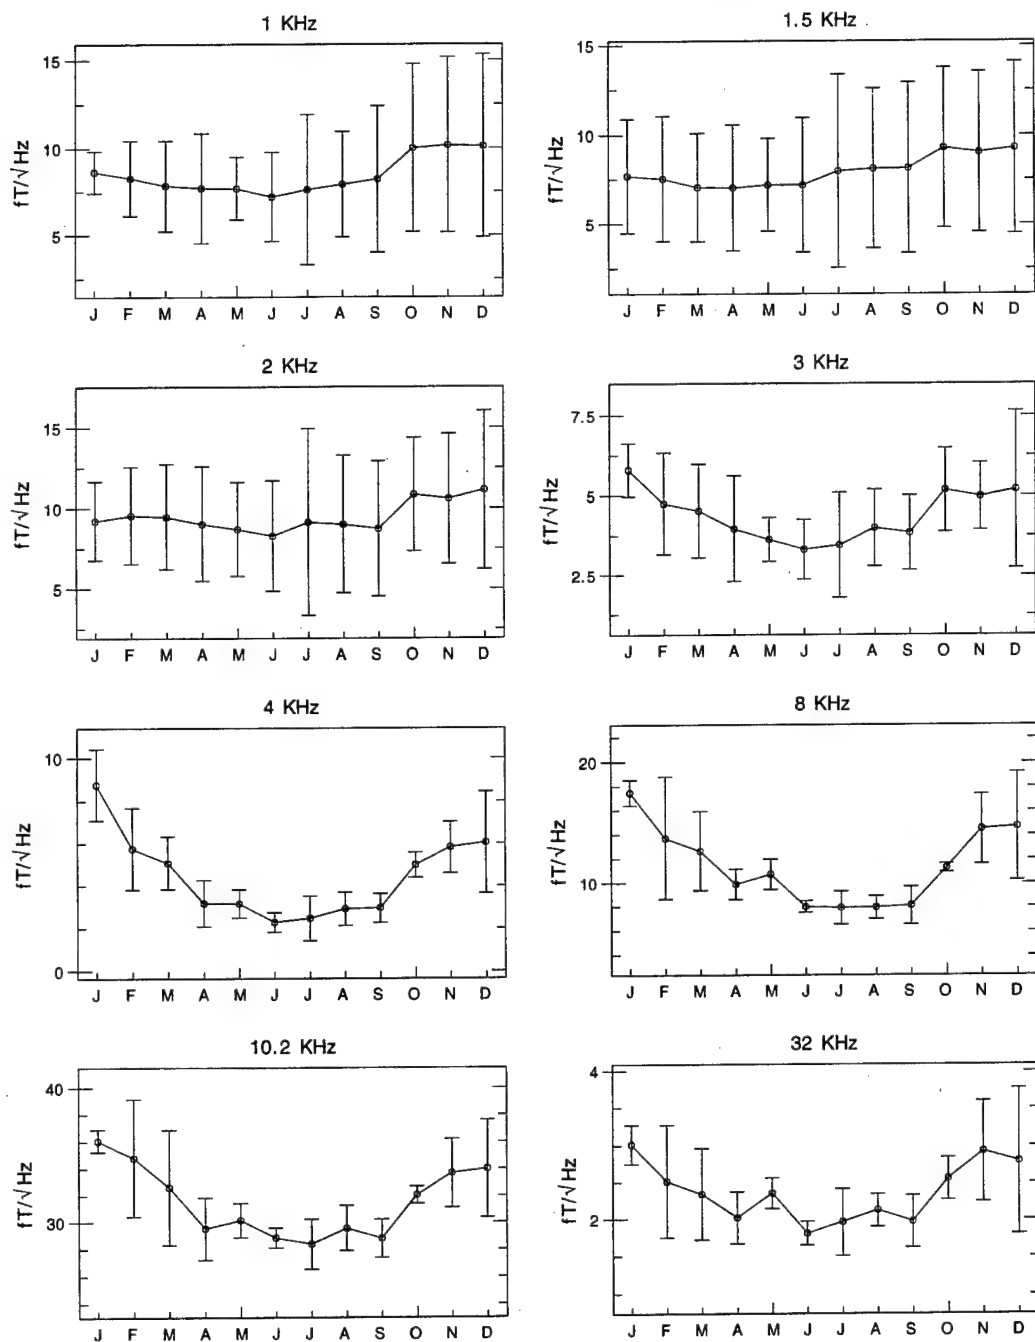 1 KHz
15
10
5
fT/√Hz
J F M A M J J A S O N D
1.5 KHz
15
10
5
fT/√Hz
J F M A M J J A S O N D
2 KHz
15
10
5
fT/√Hz
J F M A M J J A S O N D
3 KHz
7.5
5
2.5
fT/√Hz
J F M A M J J A S O N D
4 KHz
10
0
fT/√Hz
J F M A M J J A S O N D
8 KHz
20
10
fT/√Hz
J F M A M J J A S O N D
10.2 KHz
40
30
fT/√Hz
J F M A M J J A S O N D
32 KHz
4
2
fT/√Hz
J F M A M J J A S O N D